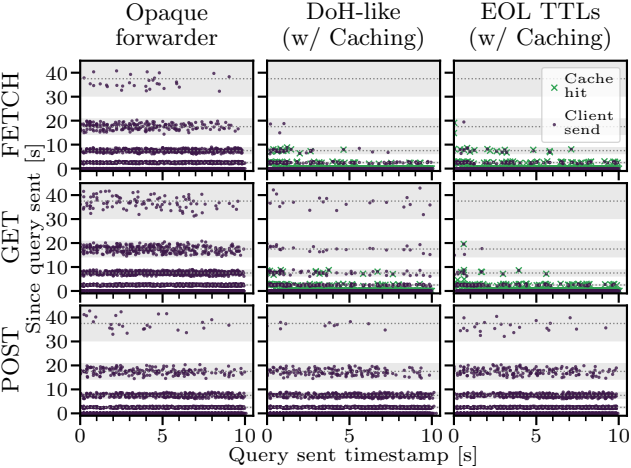 Opaque
forwarder
DoH-like
(w/ Caching)
EOL TTLs
(w/ Caching)
FETCH
40
30
20
10
0
Cache
hit
Client
send
GET
40
30
20
10
0
POST
40
30
20
10
0
Since query sent [s]
0 5 10 5 10 0 5 10
Query sent timestamp [s]